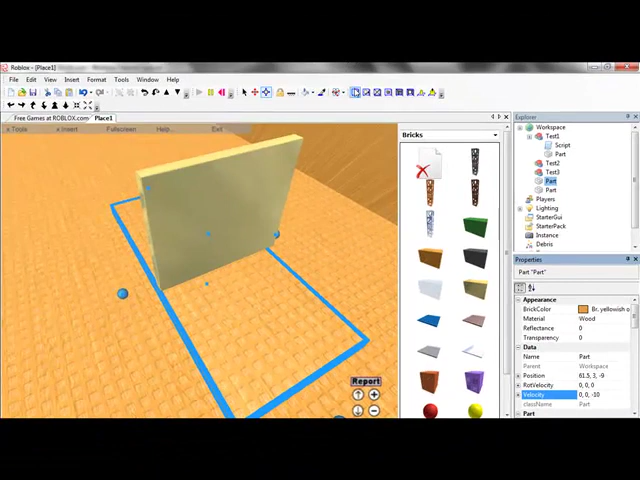 Roblox - [Place1]
File Edit View Insert Format Tools Window Help
Free Games at ROBLOX.com Place1
x Tools x Insert Fullscreen Help... Exit
Report
Bricks
Explorer
Workspace
Test1
Script
Part
Test2
Test3
Part
Part
Players
Lighting
StarterGui
StarterPack
Instance
Debris
Properties
Part "Part"
Appearance
BrickColor Br. yellowish o
Material Wood
Reflectance 0
Transparency 0
Data
Name Part
Parent Workspace
Position 61.5, 3, -9
RotVelocity 0, 0, 0
Velocity 0, 0, -10
className Part
Part